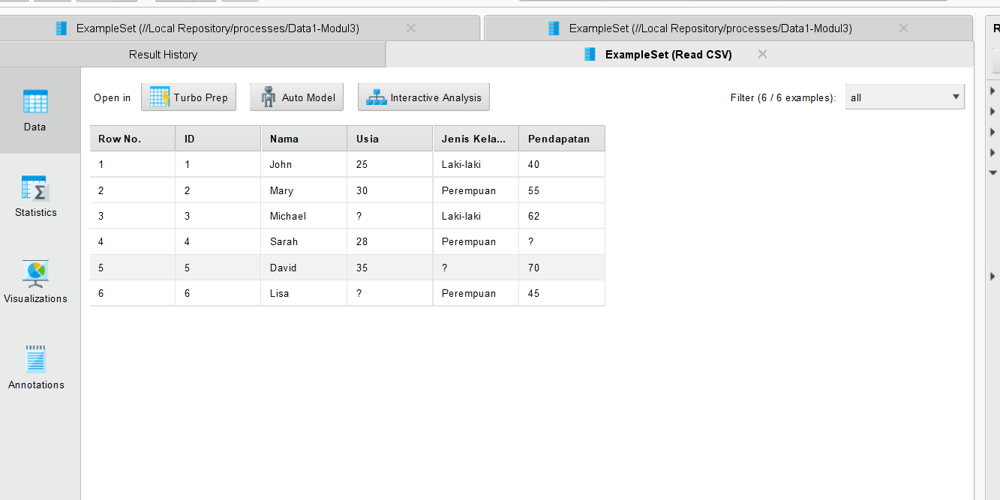 ExampleSet (//Local Repository/processes/Data1-Modul3) ExampleSet (//Local Repository/processes/Data1-Modul3)
Result History ExampleSet (Read CSV)
Open in Turbo Prep Auto Model Interactive Analysis Filter (6 / 6 examples): all
Data
Statistics
Visualizations
Annotations
Row No. ID Nama Usia Jenis Kela... Pendapatan
1 1 John 25 Laki-laki 40
2 2 Mary 30 Perempuan 55
3 3 Michael ? Laki-laki 62
4 4 Sarah 28 Perempuan ?
5 5 David 35 ? 70
6 6 Lisa ? Perempuan 45